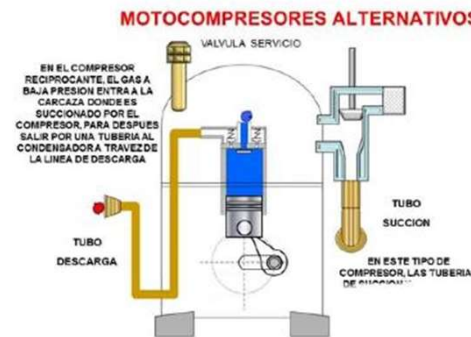 MOTOCOMPRESORES ALTERNATIVOS
VALVULA SERVICIO
EN EL COMPRESOR
RECIPROCANTE, EL GAS A
BAJA PRESION ENTRA A LA
CARCAZA DONDE ES
SUCCIONADO POR EL
COMPRESOR, PARA DESPUES
SALIR POR UNA TUBERIA AL
CONDENSADOR A TRAVEZ DE
LA LINEA DE DESCARGA
TUBO
DESCARGA
TUBO
SUCCION
EN ESTE TIPO DE
COMPRESOR, LAS TUBERIA
DE SUCCION